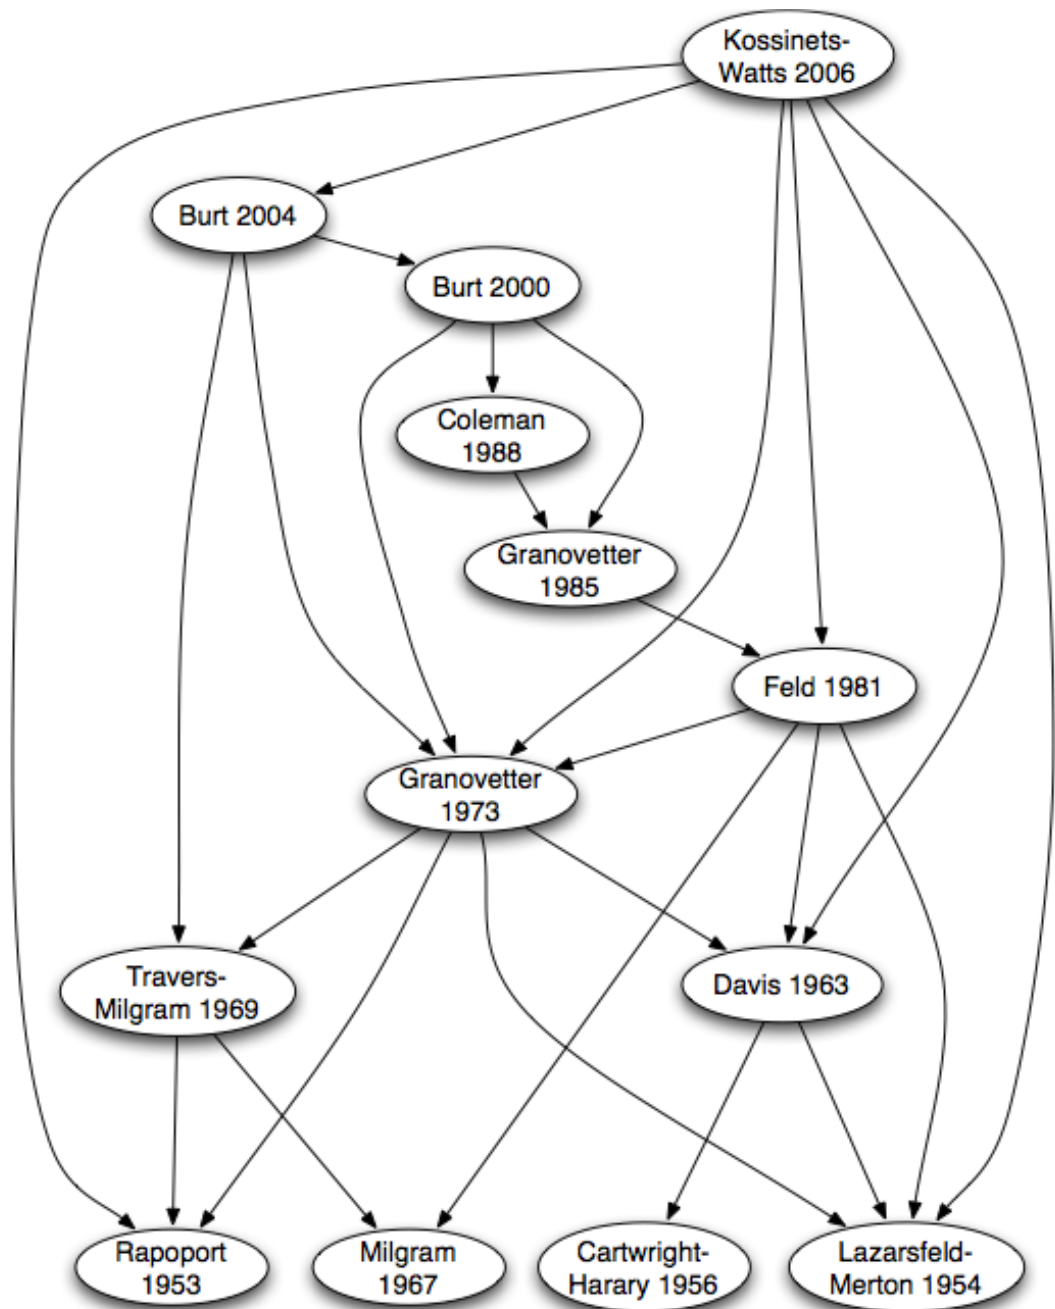 Kossinets-
Watts 2006
Burt 2004
Burt 2000
Coleman
1988
Granovetter
1985
Feld 1981
Granovetter
1973
Travers-
Milgram 1969
Davis 1963
Rapoport
1953
Milgram
1967
Cartwright-
Harary 1956
Lazarsfeld-
Merton 1954